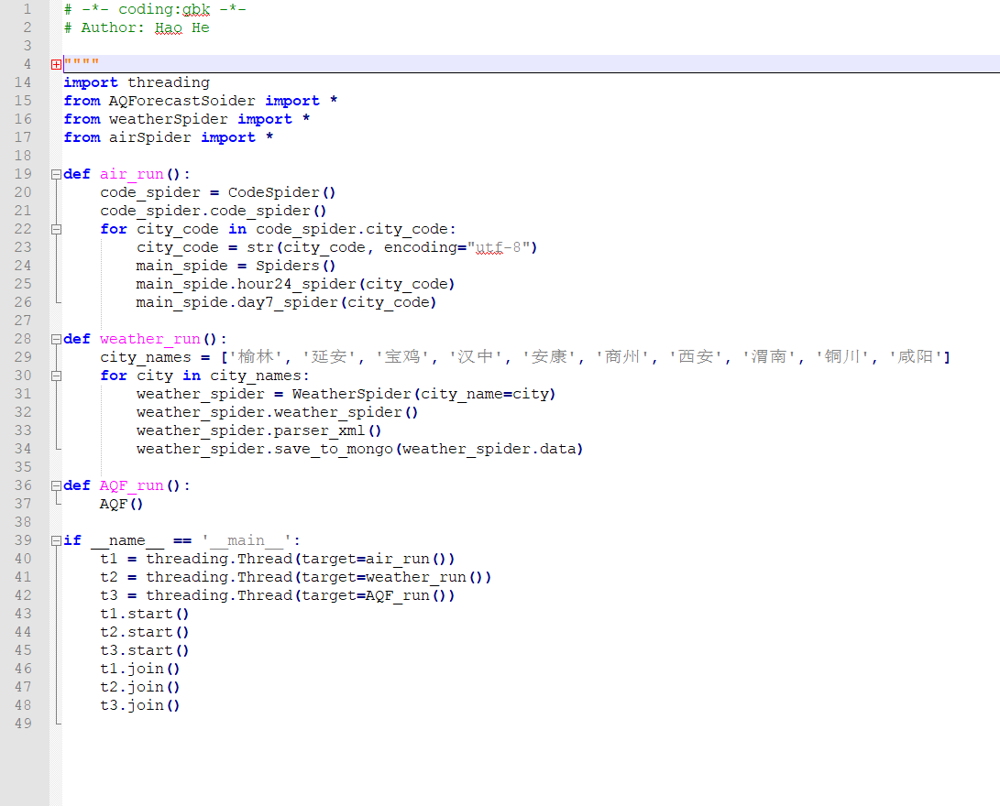 1 # -*- coding:gbk -*-
2 # Author: Hao He
3
4 """"
14 import threading
15 from AQForecastSoider import *
16 from weatherSpider import *
17 from airSpider import *
18
19 def air_run():
20     code_spider = CodeSpider()
21     code_spider.code_spider()
22     for city_code in code_spider.city_code:
23         city_code = str(city_code, encoding="utf-8")
24         main_spide = Spiders()
25         main_spide.hour24_spider(city_code)
26         main_spide.day7_spider(city_code)
27
28 def weather_run():
29     city_names = ['榆林', '延安', '宝鸡', '汉中', '安康', '商州', '西安', '渭南', '铜川', '咸阳']
30     for city in city_names:
31         weather_spider = WeatherSpider(city_name=city)
32         weather_spider.weather_spider()
33         weather_spider.parser_xml()
34         weather_spider.save_to_mongo(weather_spider.data)
35
36 def AQF_run():
37     AQF()
38
39 if __name__ == '__main__':
40     t1 = threading.Thread(target=air_run())
41     t2 = threading.Thread(target=weather_run())
42     t3 = threading.Thread(target=AQF_run())
43     t1.start()
44     t2.start()
45     t3.start()
46     t1.join()
47     t2.join()
48     t3.join()
49